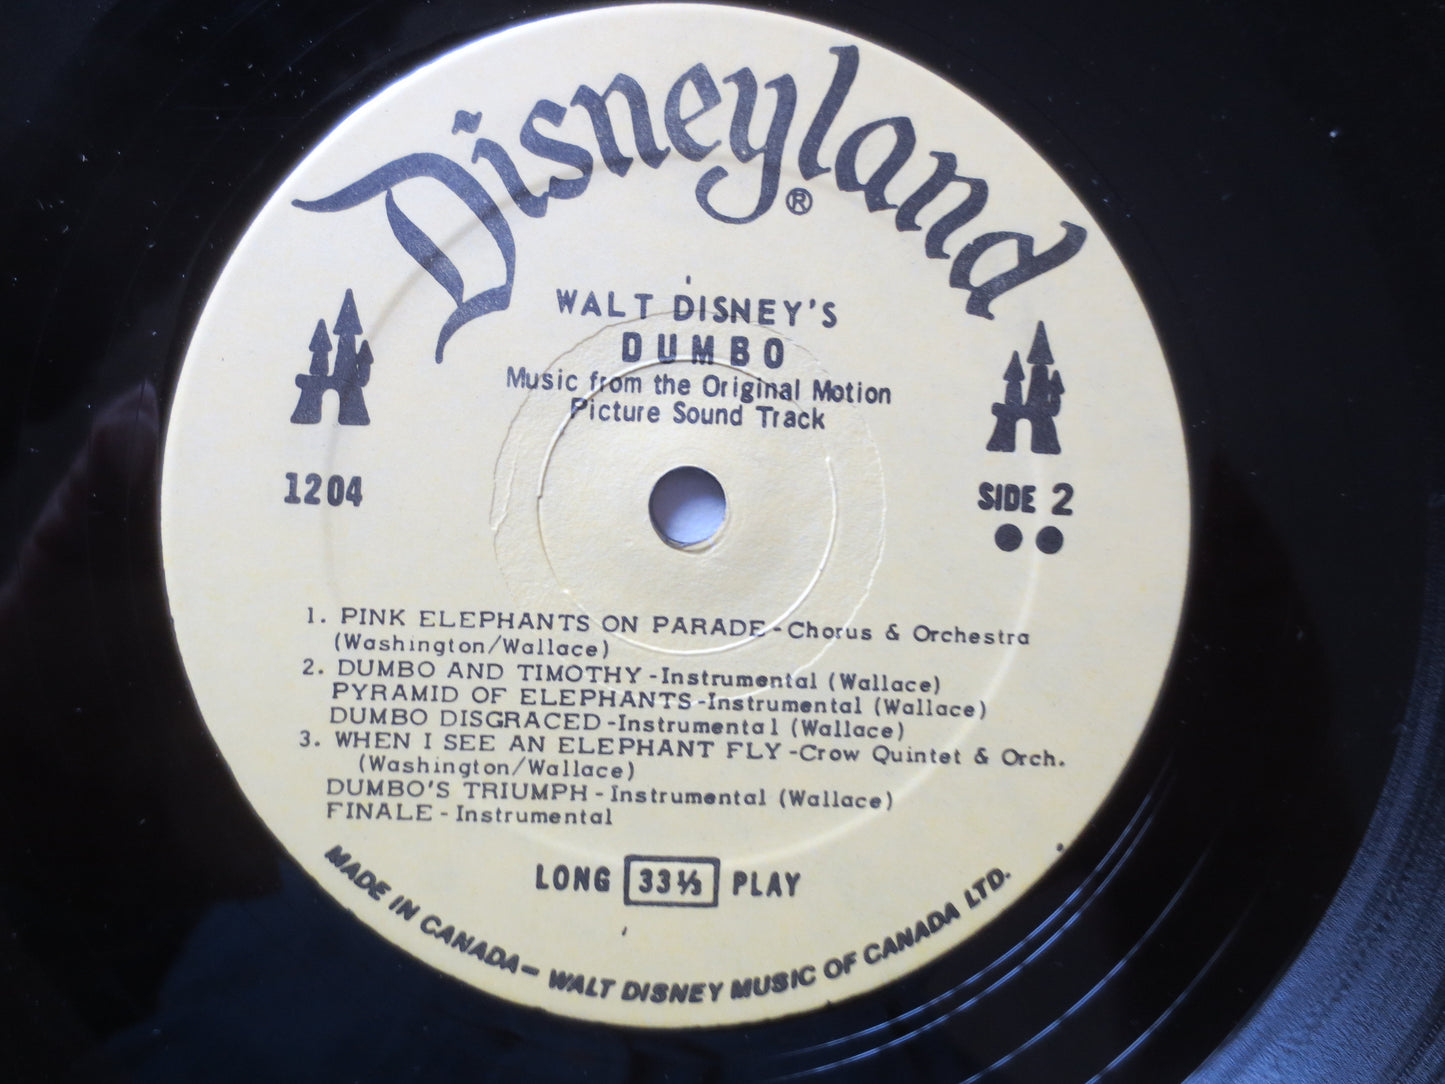 Disneyland®
WALT DISNEY'S
DUMBO
Music from the Original Motion
Picture Sound Track
1204
SIDE 2
1. PINK ELEPHANTS ON PARADE-Chorus & Orchestra
(Washington/Wallace)
2. DUMBO AND TIMOTHY-Instrumental (Wallace)
PYRAMID OF ELEPHANTS-Instrumental (Wallace)
DUMBO DISGRACED-Instrumental (Wallace)
3. WHEN I SEE AN ELEPHANT FLY-Crow Quintet & Orch.
(Washington/Wallace)
DUMBO'S TRIUMPH-Instrumental (Wallace)
FINALE-Instrumental
LONG 33⅓ PLAY
MADE IN CANADA—WALT DISNEY MUSIC OF CANADA LTD.